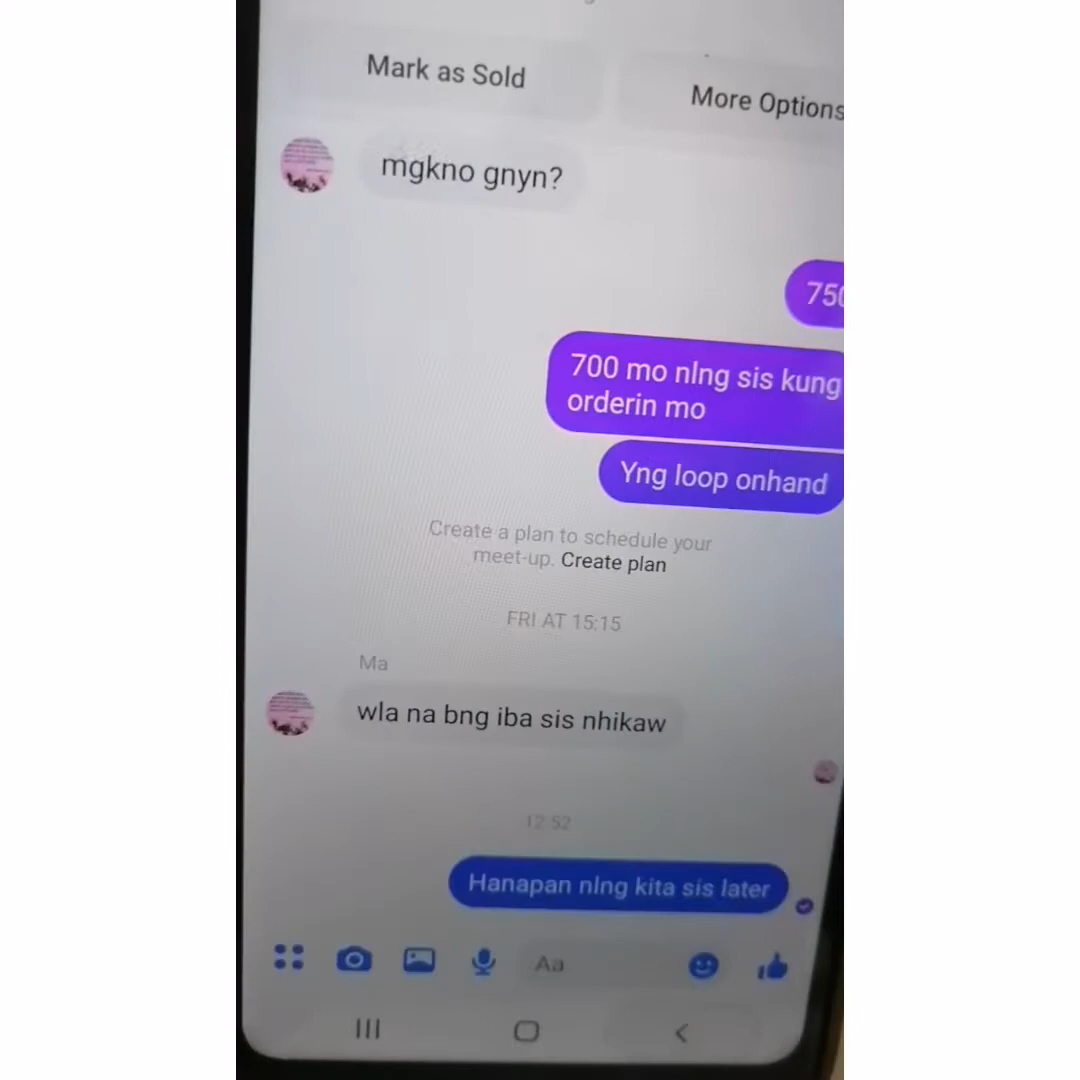 Mark as Sold
More Options
mgkno gnyn?
750
700 mo nlng sis kung
orderin mo
Yng loop onhand
Create a plan to schedule your
meet-up. Create plan
FRI AT 15:15
Ma
wla na bng iba sis nhikaw
12:52
Hanapan nlng kita sis later
Aa